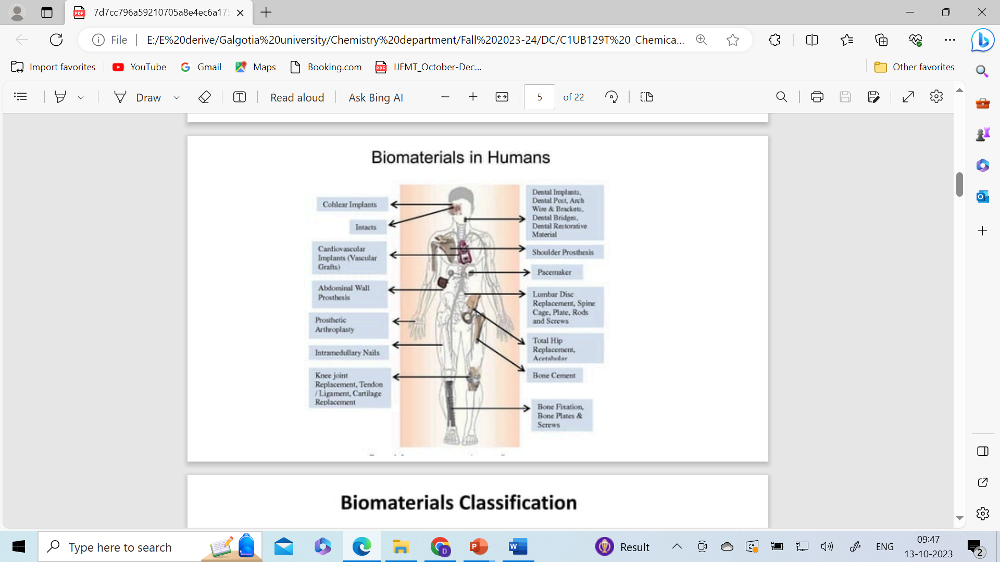 7d7cc796a59210705a8e4ec6a175
File
E:/E%20derive/Galgotia%20university/Chemistry%20department/Fall%202023-24/DC/C1UB129T%20_Chemica...
Import favorites
YouTube
Gmail
Maps
Booking.com
IJFMT_October-Dec...
Other favorites
Draw
Read aloud
Ask Bing AI
5
of 22
Biomaterials in Humans
Cohlear Implants
Intacts
Cardiovascular
Implants (Vascular
Grafts)
Abdominal Wall
Prosthesis
Prosthetic
Arthroplasty
Intramedullary Nails
Knee joint
Replacement, Tendon
/ Ligament, Cartilage
Replacement
Dental Implants,
Dental Post, Arch
Wire & Brackets,
Dental Bridges,
Dental Restorative
Material
Shoulder Prosthesis
Pacemaker
Lumbar Disc
Replacement, Spine
Cage, Plate, Rods
and Screws
Total Hip
Replacement,
Acetabular
Bone Cement
Bone Fixation,
Bone Plates &
Screws
Biomaterials Classification
Type here to search
Result
ENG
09:47
13-10-2023
2